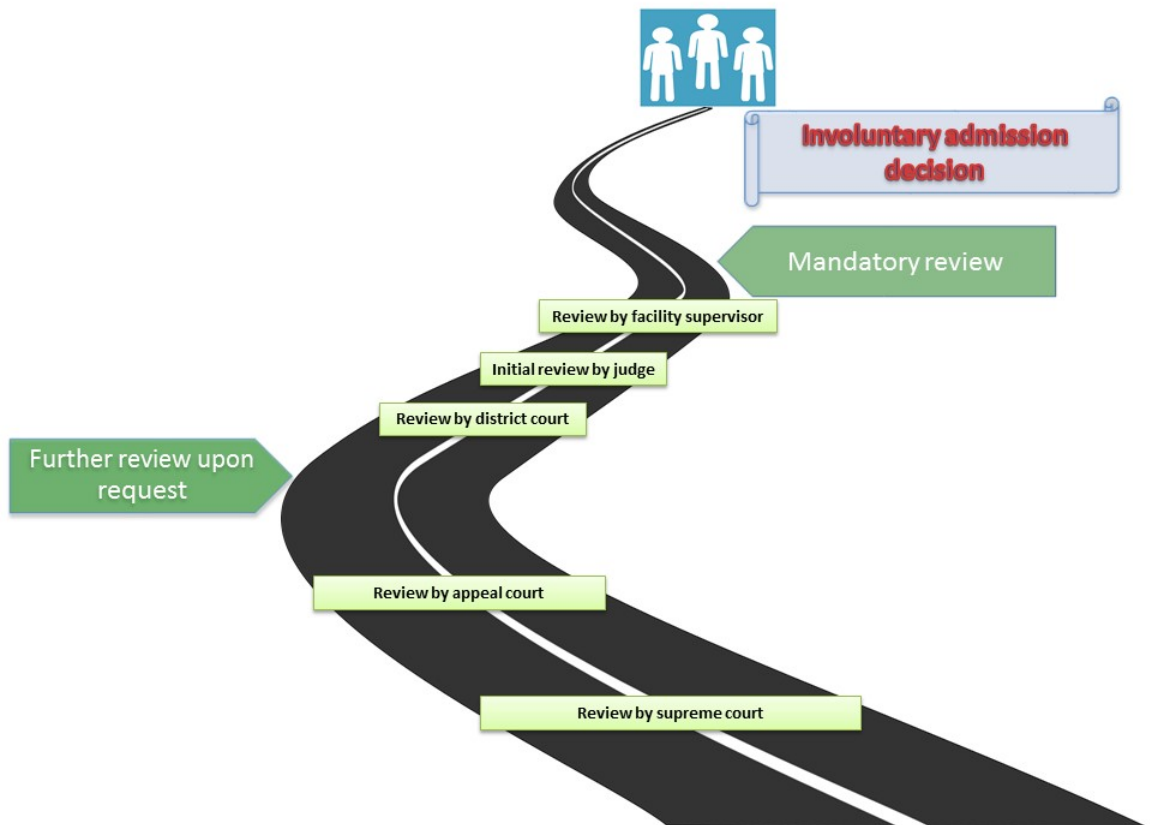 Involuntary admission
decision
Mandatory review
Review by facility supervisor
Initial review by judge
Review by district court
Further review upon
request
Review by appeal court
Review by supreme court